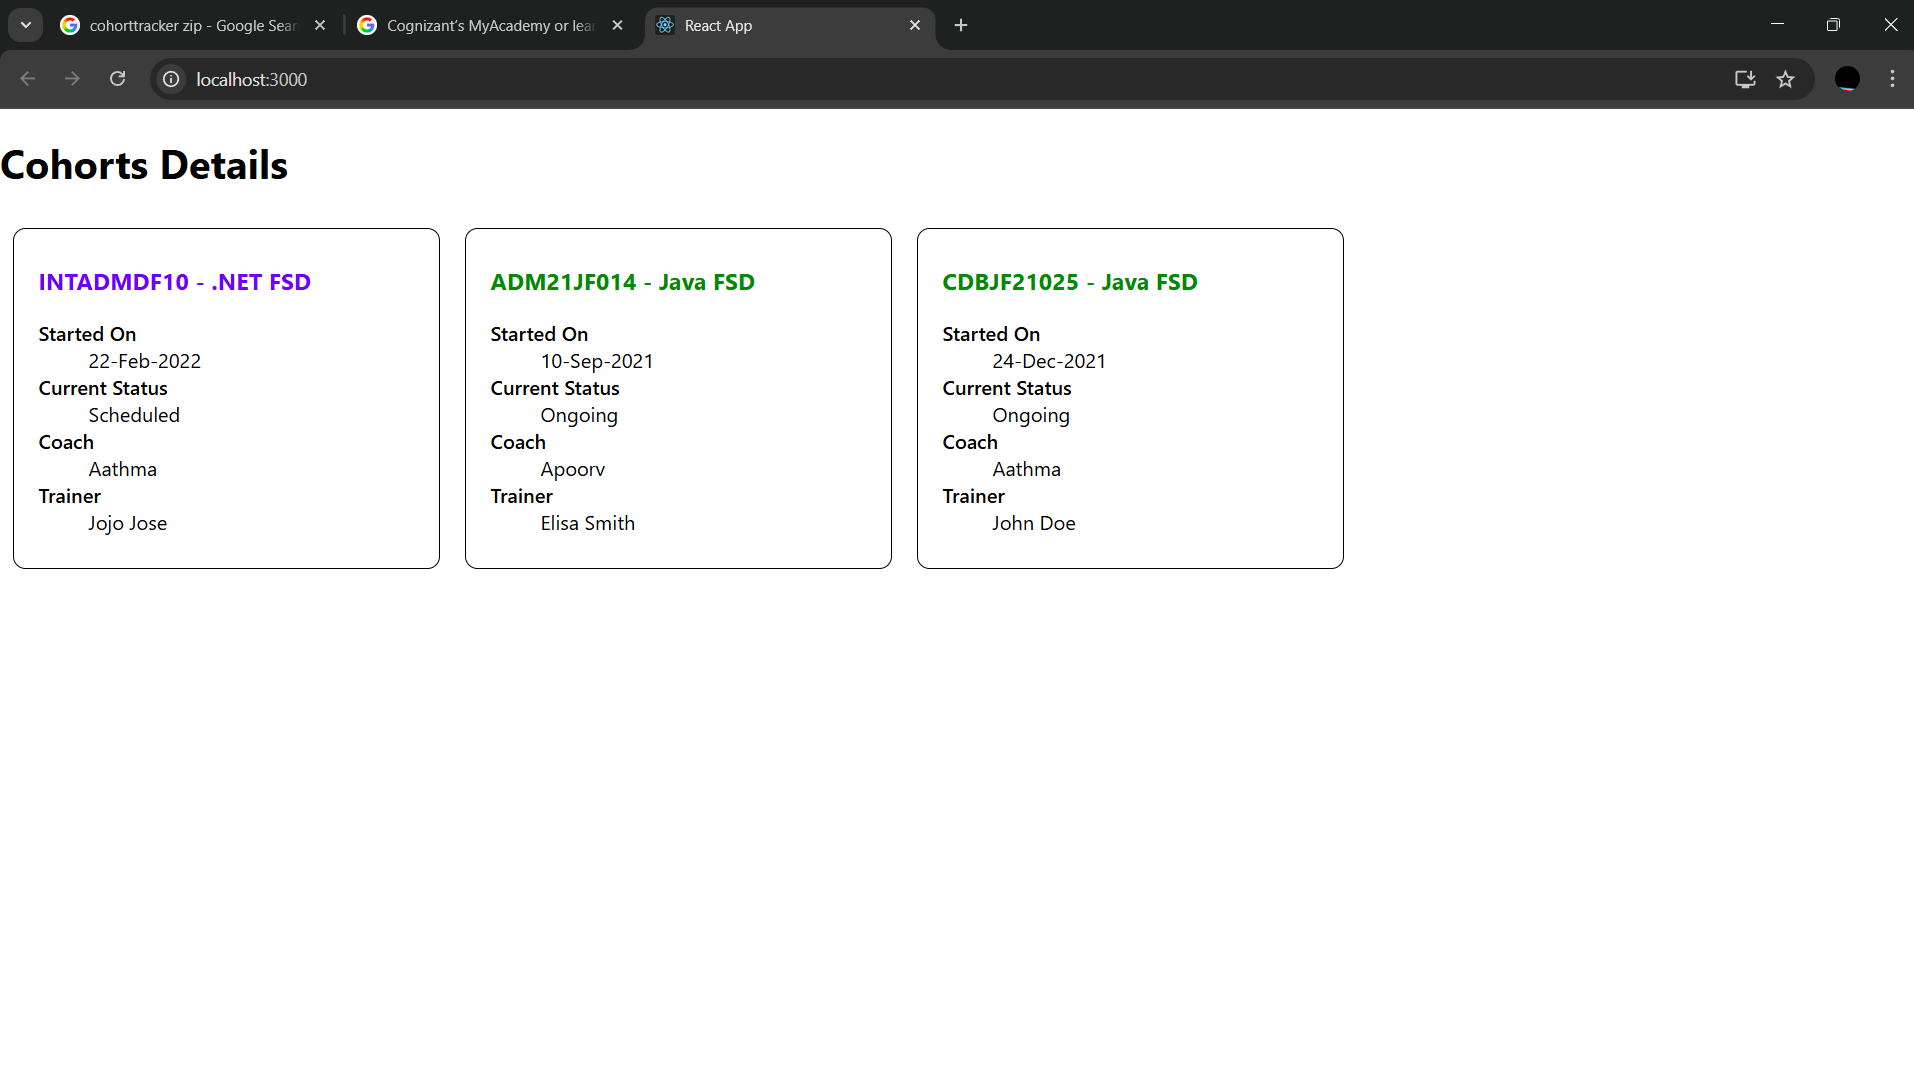 cohorttracker zip - Google Sear
Cognizant’s MyAcademy or lear
React App
localhost:3000
Cohorts Details
INTADMDF10 - .NET FSD
Started On
22-Feb-2022
Current Status
Scheduled
Coach
Aathma
Trainer
Jojo Jose
ADM21JF014 - Java FSD
Started On
10-Sep-2021
Current Status
Ongoing
Coach
Apoorv
Trainer
Elisa Smith
CDBJF21025 - Java FSD
Started On
24-Dec-2021
Current Status
Ongoing
Coach
Aathma
Trainer
John Doe